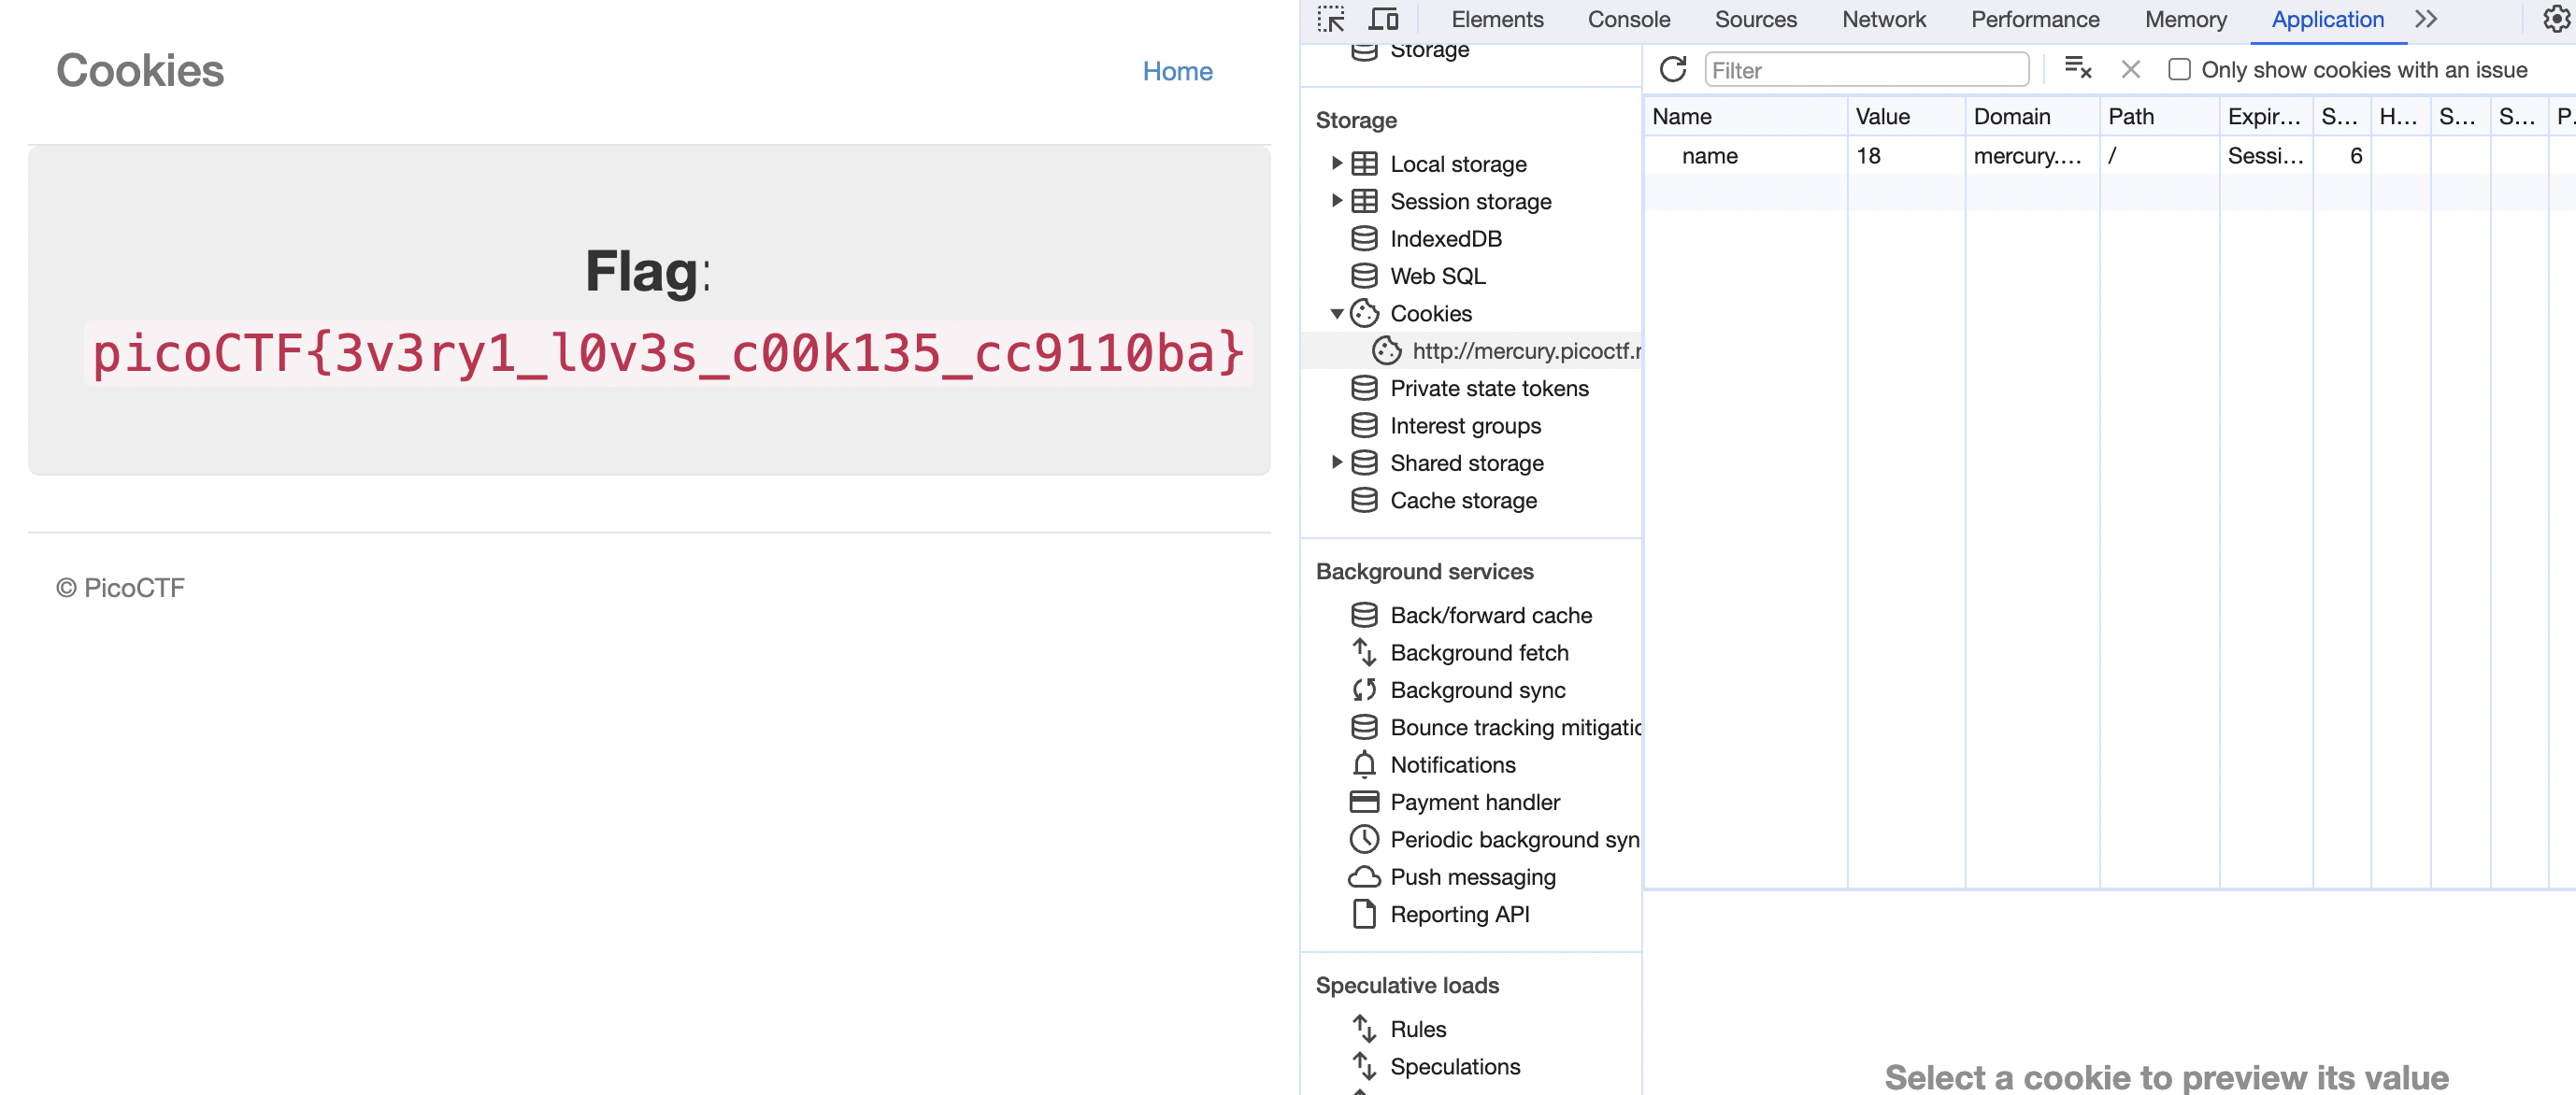 Cookies
Home
Flag:
picoCTF{3v3ry1_l0v3s_c00k135_cc9110ba}
© PicoCTF
Elements Console Sources Network Performance Memory Application
Storage
Filter
Only show cookies with an issue
Storage
Local storage
Session storage
IndexedDB
Web SQL
Cookies
http://mercury.picoctf.n
Private state tokens
Interest groups
Shared storage
Cache storage
Background services
Back/forward cache
Background fetch
Background sync
Bounce tracking mitigatio
Notifications
Payment handler
Periodic background syn
Push messaging
Reporting API
Speculative loads
Rules
Speculations
Name Value Domain Path Expir... S... H... S... S... P.
name 18 mercury.... / Sessi... 6
Select a cookie to preview its value